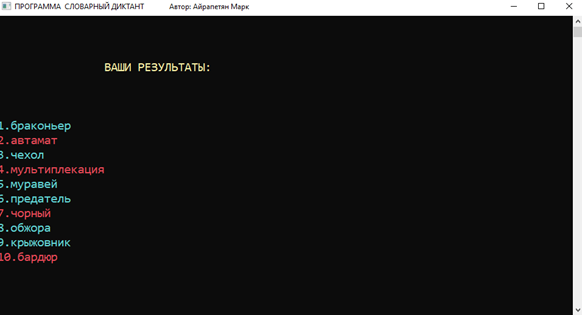 ПРОГРАММА СЛОВАРНЫЙ ДИКТАНТ Автор: Айрапетян Марк
ВАШИ РЕЗУЛЬТАТЫ:
1.браконьер
2.автамат
3.чехол
4.мультиплекация
5.муравей
6.предатель
7.чорный
8.обжора
9.крыжовник
10.бардюр